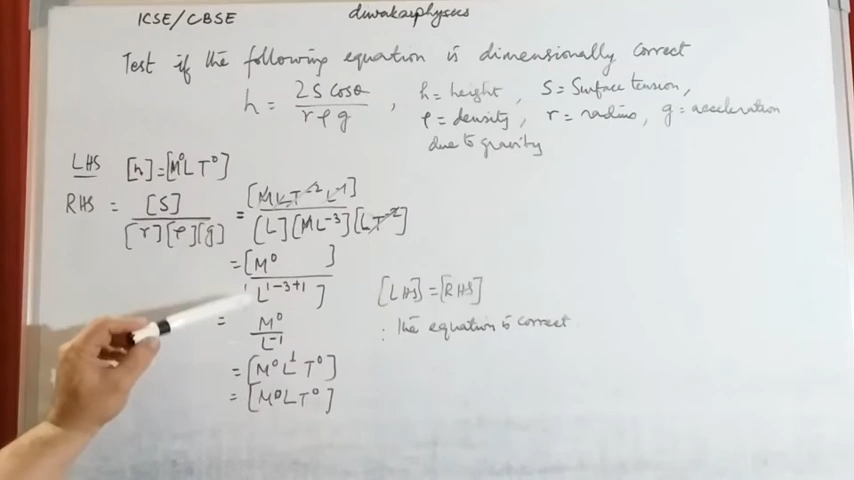 ICSE/CBSE
diwakarphysics
Test if the following equation is dimensionally correct
h = 2S Cosθ / rρg , h = height, S = Surface tension,
ρ = density, r = radius, g = acceleration
due to gravity
LHS [h] = [M⁰LT⁰]
RHS = [S] / [r][ρ][g] = [MLT⁻²L⁻¹] / [L][ML⁻³][LT⁻²]
= [M⁰ ] / L¹⁻³⁺¹]
[LHS] = [RHS]
= M⁰ / L⁻¹
: The equation is correct
= [M⁰L¹T⁰]
= [M⁰LT⁰]